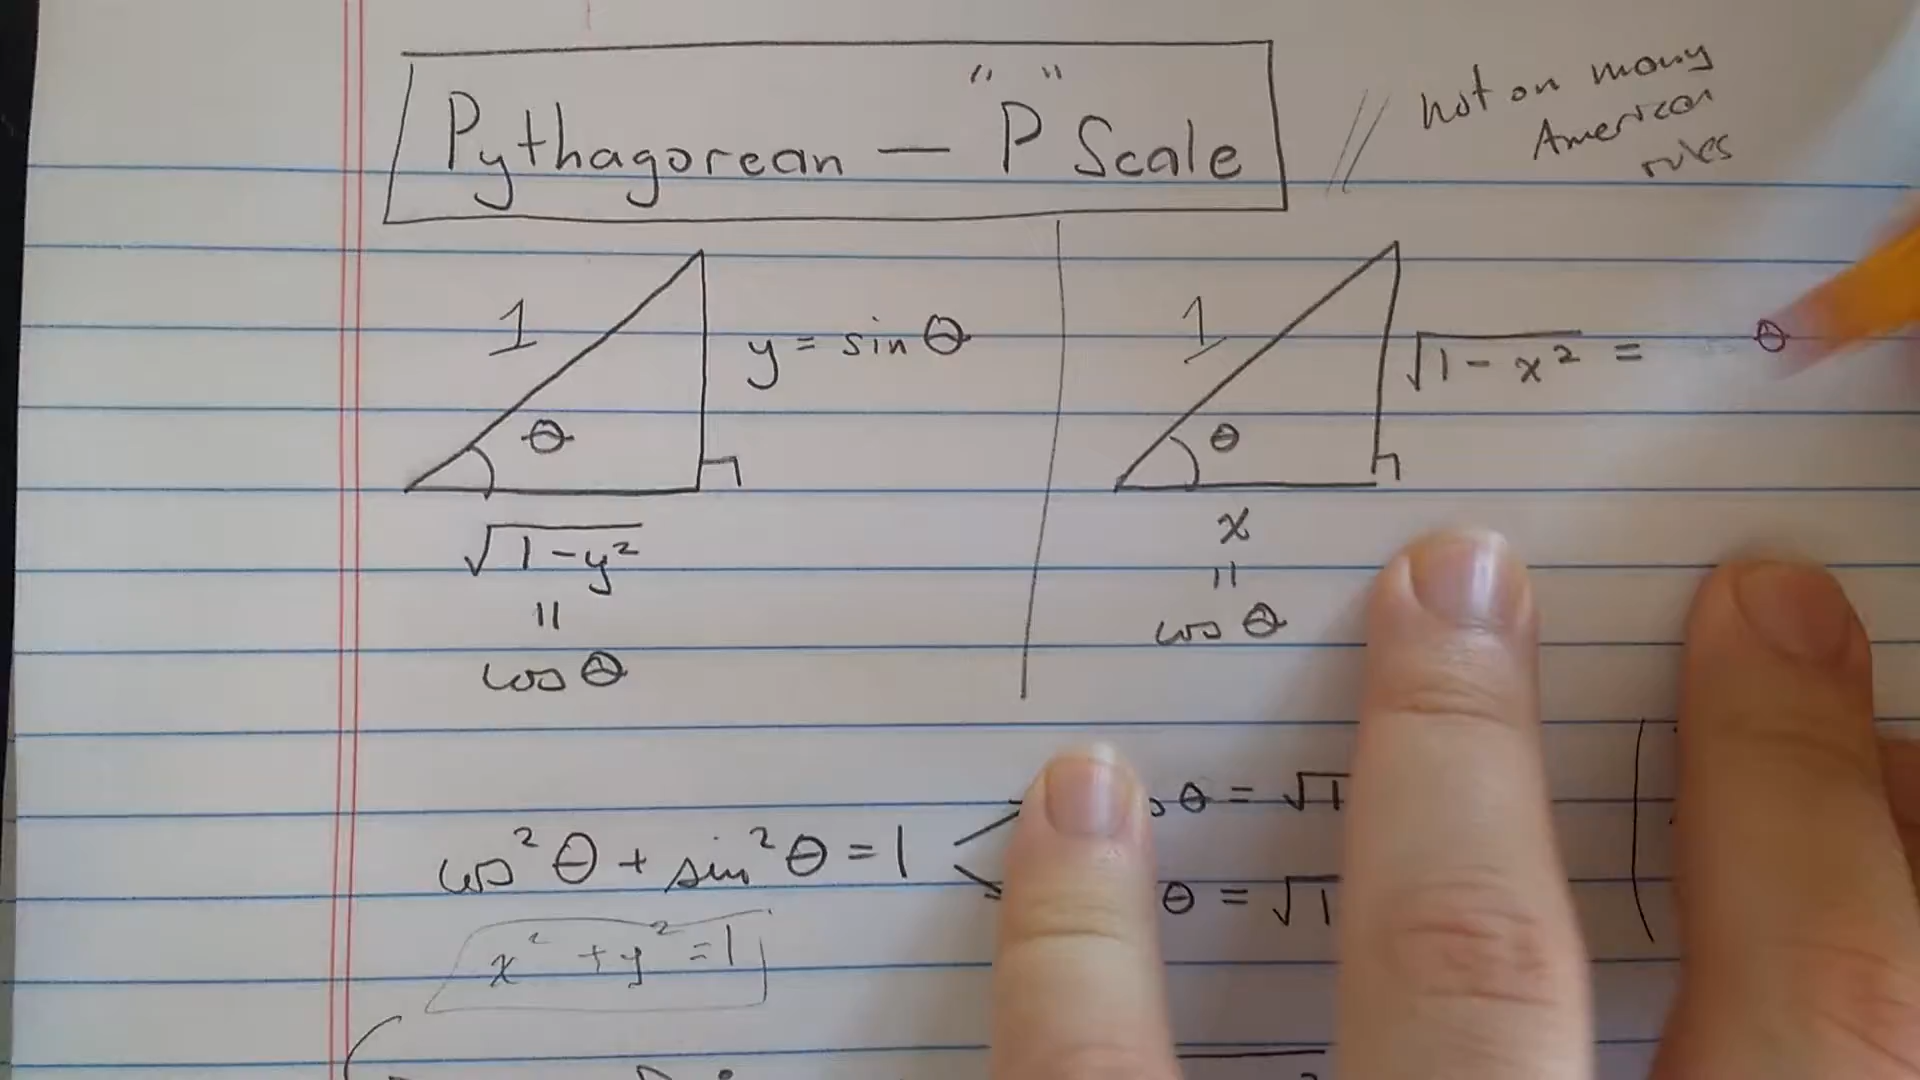 Pythagorean — "P" Scale
// not on many
American
rules
1
y = sin θ
θ
√1-y²
=
cos θ
1
√1-x² = θ
θ
x
=
cos θ
cos²θ + sin²θ = 1
θ = √1
θ = √1
x² + y² = 1